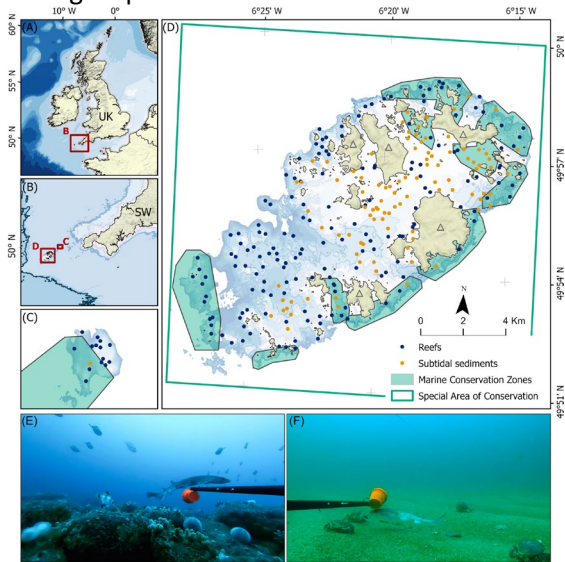 (A)
10° W
0°
60° N
55° N
50° N
UK
B
(B)
50° N
SW
D
C
(C)
(D)
6°25'W
6°20'W
6°15'W
50° N
49°57'N
49°54'N
49°51'N
N
0 2 4 Km
Reefs
Subtidal sediments
Marine Conservation Zones
Special Area of Conservation
(E)
(F)